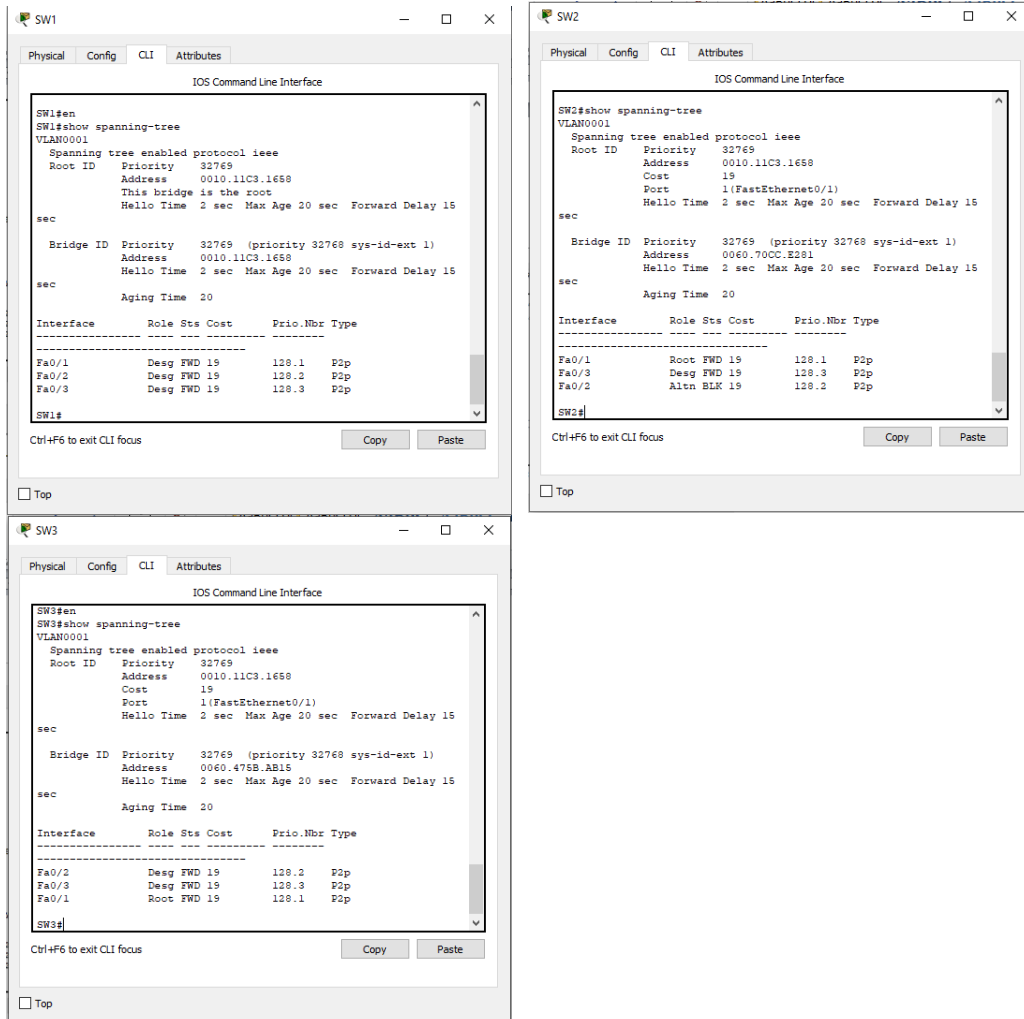 SW1
Physical Config CLI Attributes
IOS Command Line Interface
SW1#en
SW1#show spanning-tree
VLAN0001
Spanning tree enabled protocol ieee
Root ID Priority 32769
Address 0010.11C3.1658
This bridge is the root
Hello Time 2 sec Max Age 20 sec Forward Delay 15
sec
Bridge ID Priority 32769 (priority 32768 sys-id-ext 1)
Address 0010.11C3.1658
Hello Time 2 sec Max Age 20 sec Forward Delay 15
sec
Aging Time 20
Interface Role Sts Cost Prio.Nbr Type
---------------- ---- --- --------- --------
--------------------------------
Fa0/1 Desg FWD 19 128.1 P2p
Fa0/2 Desg FWD 19 128.2 P2p
Fa0/3 Desg FWD 19 128.3 P2p
SW1#
Ctrl+F6 to exit CLI focus
Copy Paste
Top
SW2
Physical Config CLI Attributes
IOS Command Line Interface
SW2#show spanning-tree
VLAN0001
Spanning tree enabled protocol ieee
Root ID Priority 32769
Address 0010.11C3.1658
Cost 19
Port 1(FastEthernet0/1)
Hello Time 2 sec Max Age 20 sec Forward Delay 15
sec
Bridge ID Priority 32769 (priority 32768 sys-id-ext 1)
Address 0060.70CC.E281
Hello Time 2 sec Max Age 20 sec Forward Delay 15
sec
Aging Time 20
Interface Role Sts Cost Prio.Nbr Type
---------------- ---- --- --------- --------
--------------------------------
Fa0/1 Root FWD 19 128.1 P2p
Fa0/3 Desg FWD 19 128.3 P2p
Fa0/2 Altn BLK 19 128.2 P2p
SW2#
Ctrl+F6 to exit CLI focus
Copy Paste
Top
SW3
Physical Config CLI Attributes
IOS Command Line Interface
SW3#en
SW3#show spanning-tree
VLAN0001
Spanning tree enabled protocol ieee
Root ID Priority 32769
Address 0010.11C3.1658
Cost 19
Port 1(FastEthernet0/1)
Hello Time 2 sec Max Age 20 sec Forward Delay 15
sec
Bridge ID Priority 32769 (priority 32768 sys-id-ext 1)
Address 0060.475B.AB15
Hello Time 2 sec Max Age 20 sec Forward Delay 15
sec
Aging Time 20
Interface Role Sts Cost Prio.Nbr Type
---------------- ---- --- --------- --------
--------------------------------
Fa0/2 Desg FWD 19 128.2 P2p
Fa0/3 Desg FWD 19 128.3 P2p
Fa0/1 Root FWD 19 128.1 P2p
SW3#
Ctrl+F6 to exit CLI focus
Copy Paste
Top